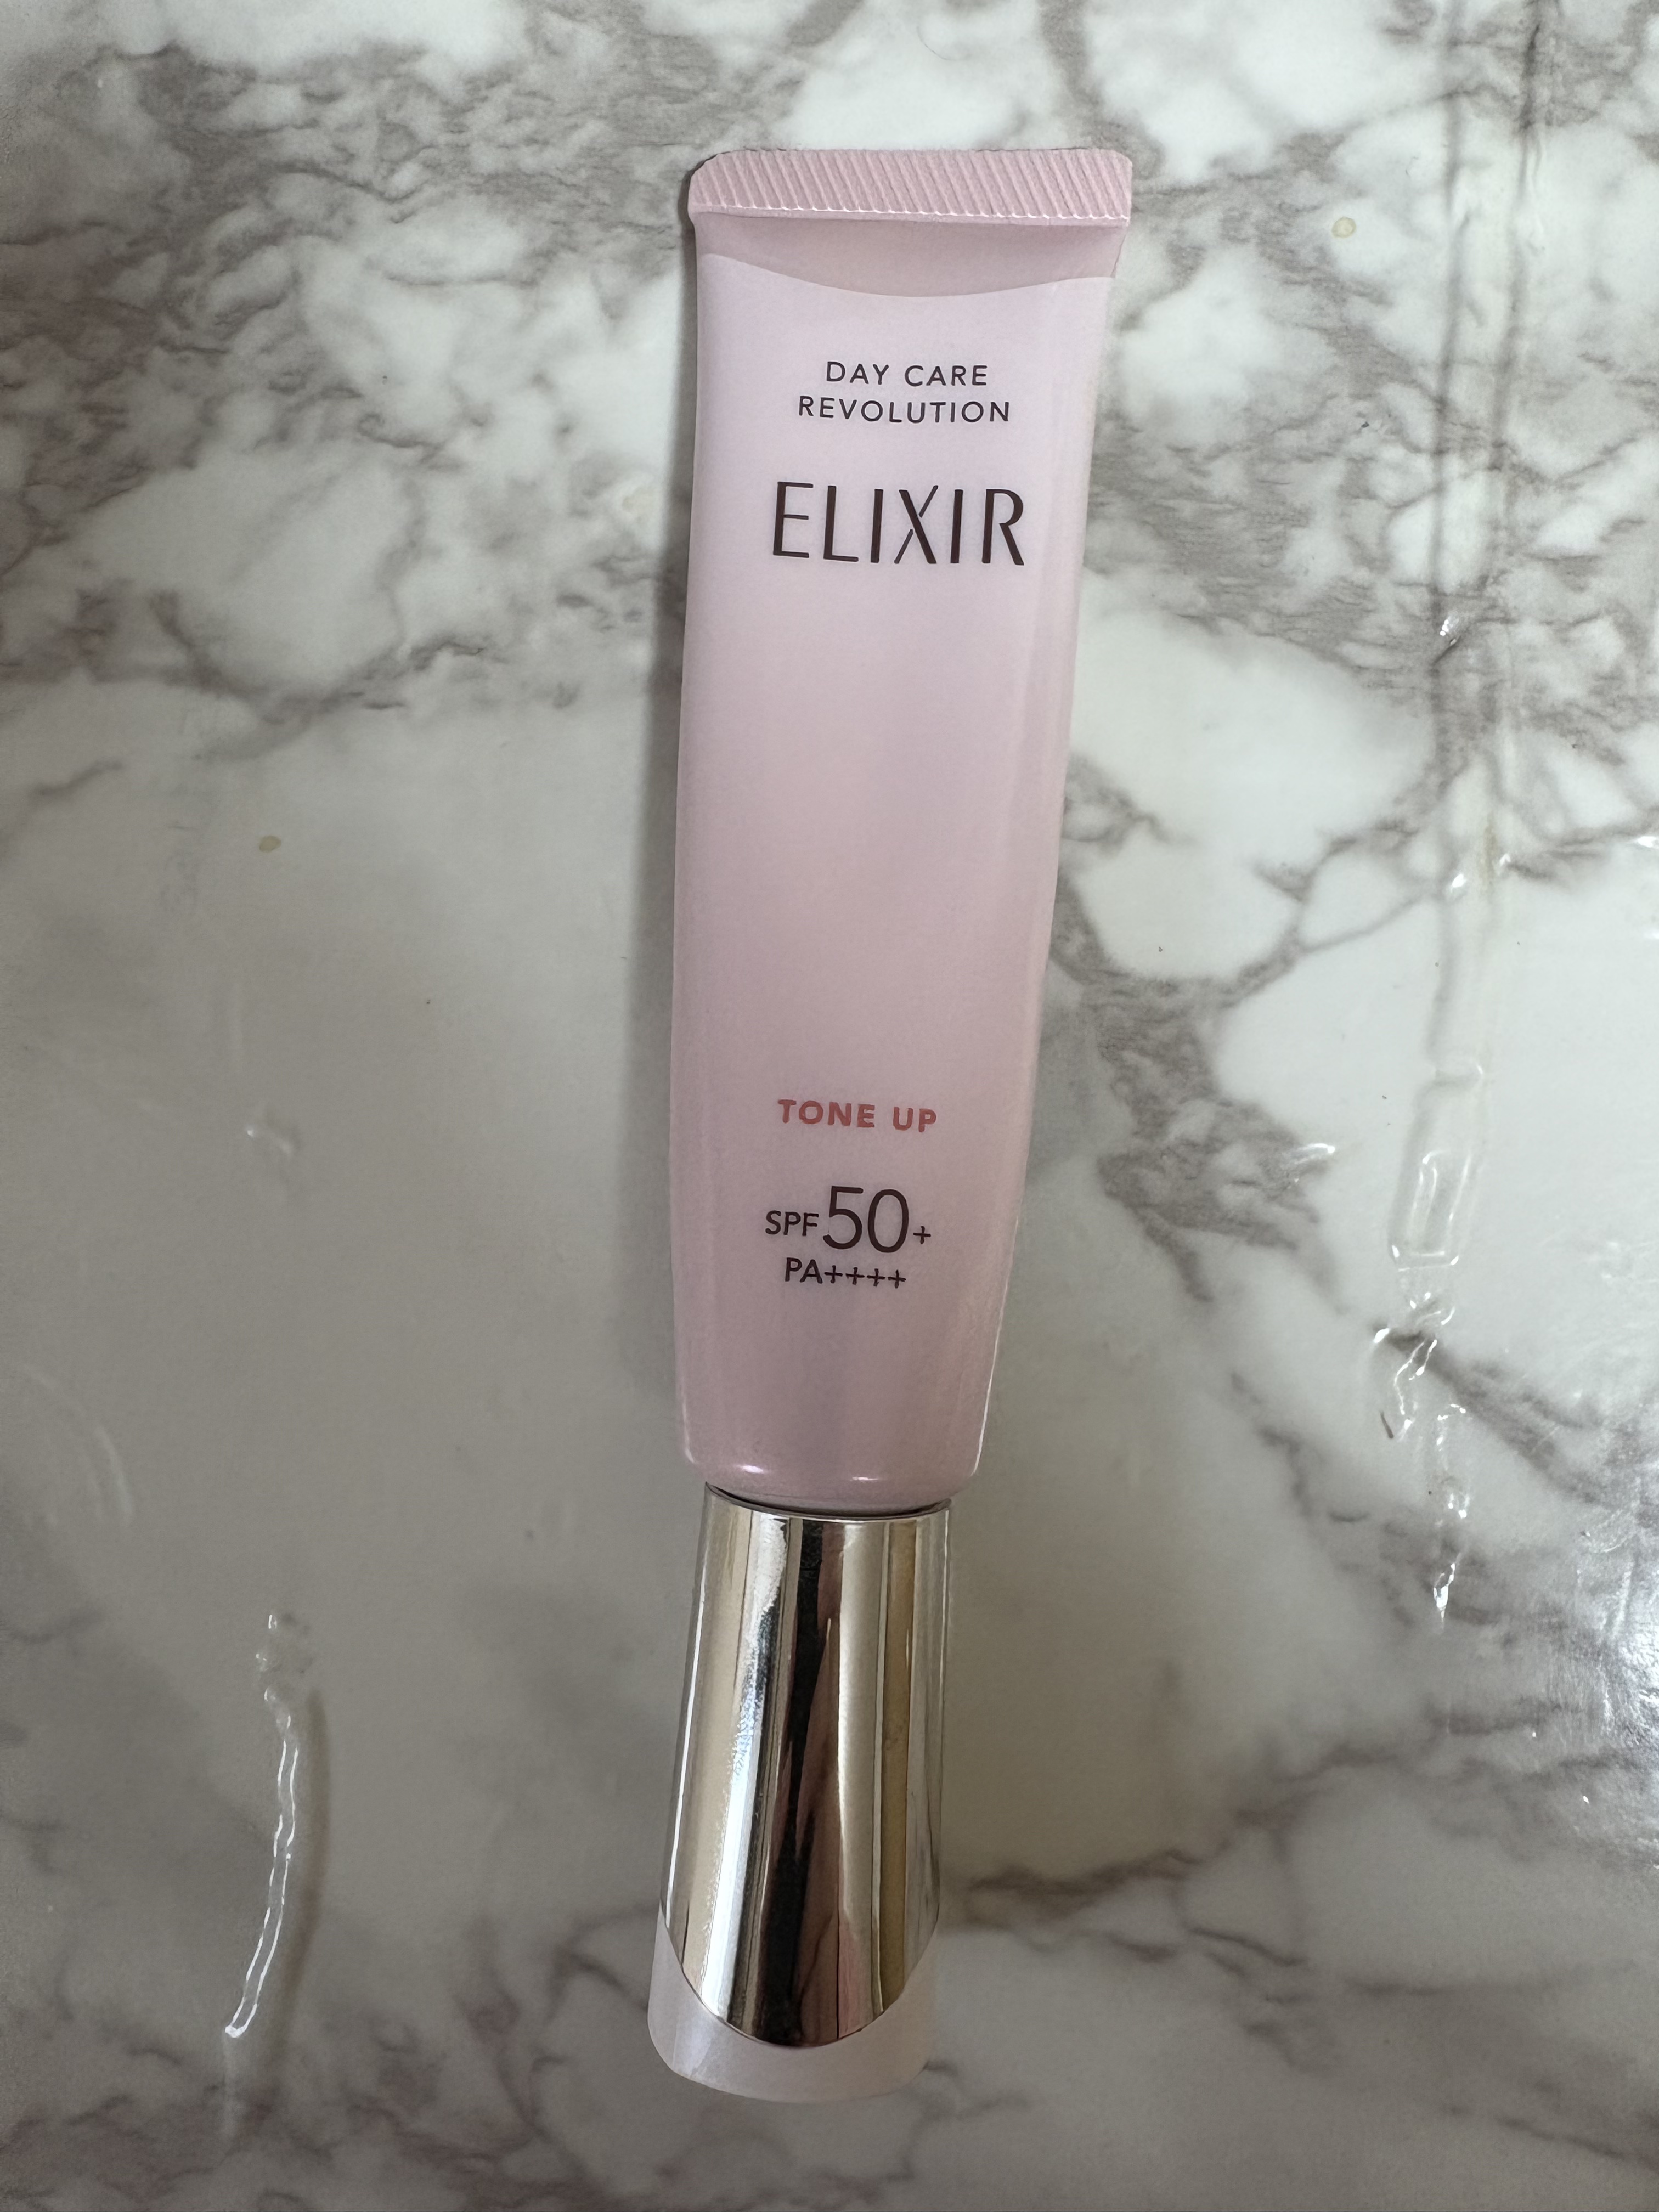 DAY CARE
REVOLUTION
ELIXIR
TONE UP
SPF50+
PA++++